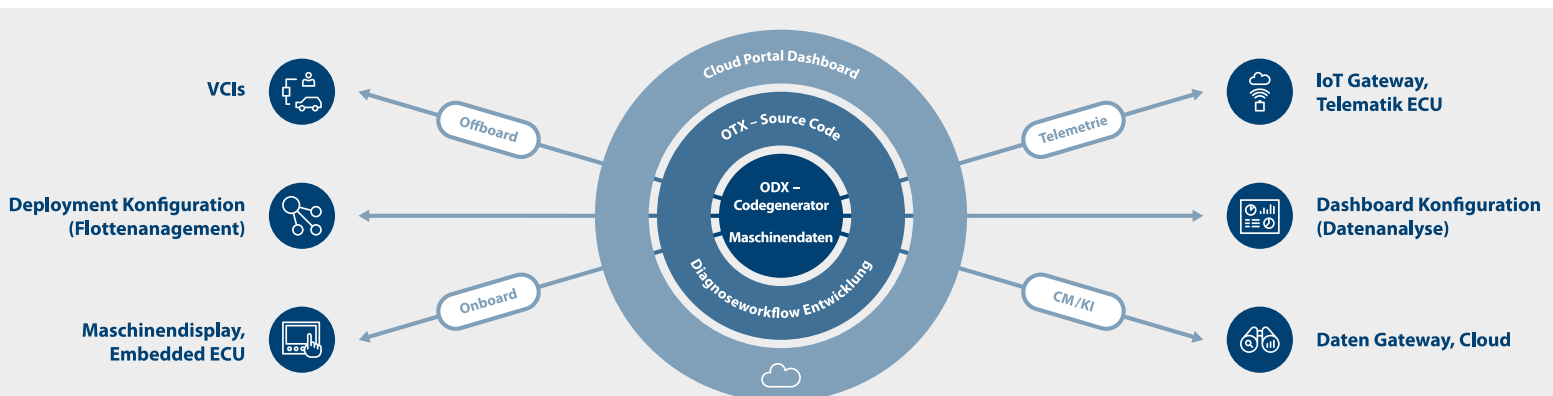 VCIs
Offboard
Deployment Konfiguration
(Flottenanagement)
Onboard
Maschinendisplay,
Embedded ECU
Cloud Portal Dashboard
OTX – Source Code
ODX –
Codegenerator
Maschinendaten
Diagnoseworkflow Entwicklung
Telemetrie
IoT Gateway,
Telematik ECU
Dashboard Konfiguration
(Datenanalyse)
CM/KI
Daten Gateway, Cloud